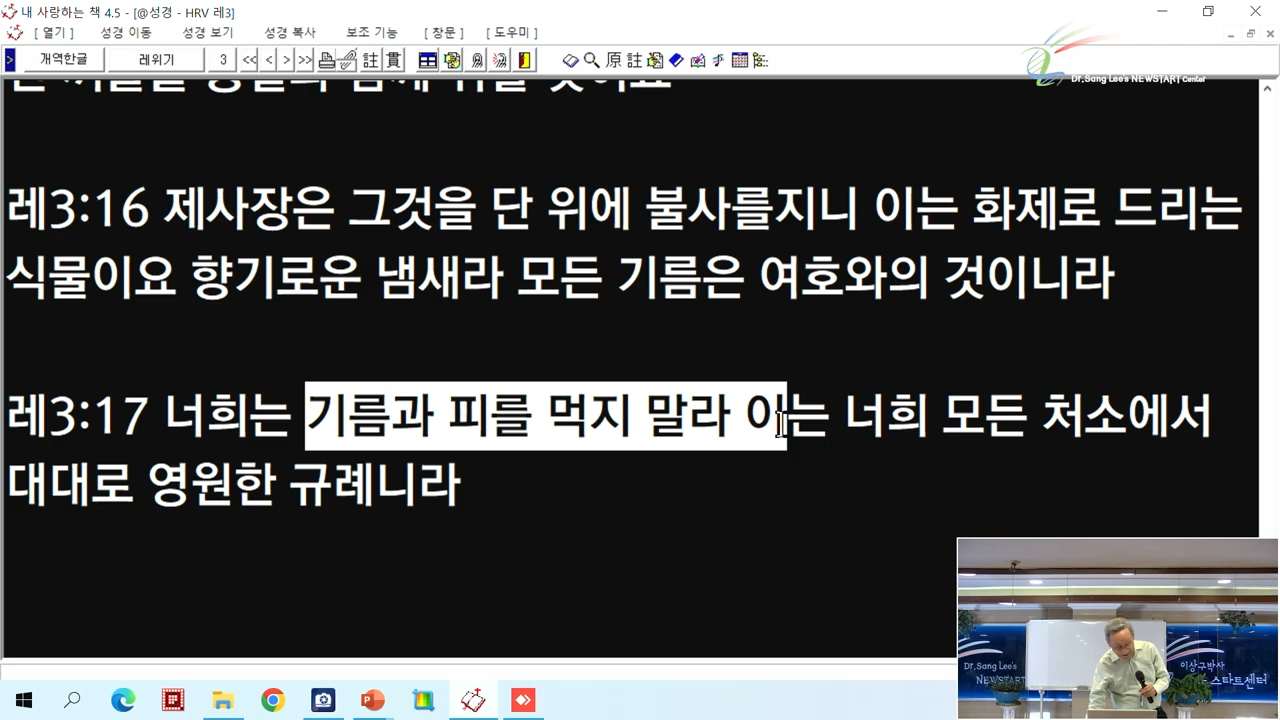 내 사랑하는 책 4.5 - [@성경 - HRV 레3]
[ 열기 ] 성경 이동 성경 보기 성경 복사 보조 기능 [ 창문 ] [ 도우미 ]
개역한글 레위기 3 << < > >> 註 貫 原 註
Dr.Sang Lee's NEWSTART Center
레3:16 제사장은 그것을 단 위에 불사를지니 이는 화제로 드리는
식물이요 향기로운 냄새라 모든 기름은 여호와의 것이니라
레3:17 너희는 기름과 피를 먹지 말라 이는 너희 모든 처소에서
대대로 영원한 규례니라
Dr.Sang Lee's
NEWSTART
이상구박사
스타트센터